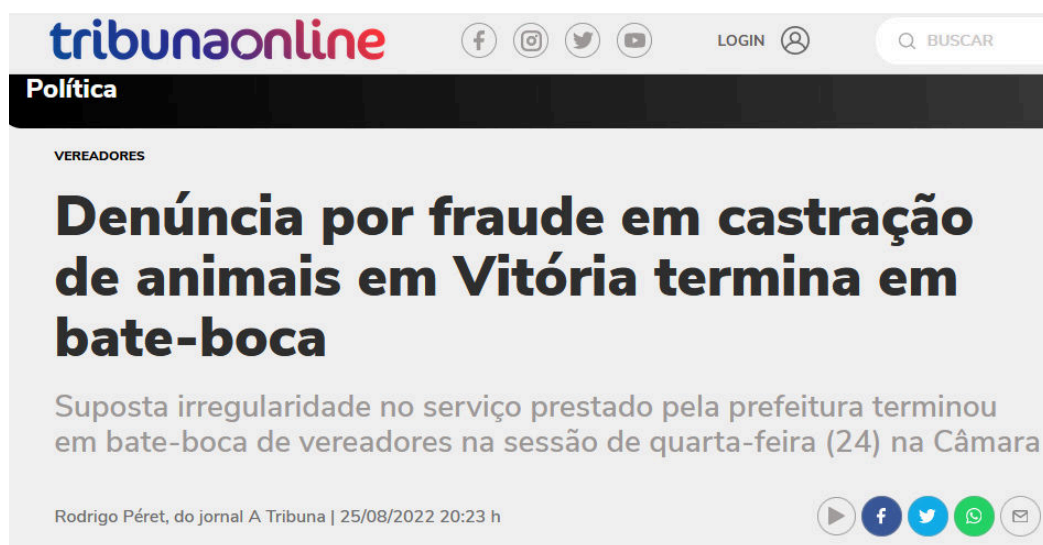 tribunaonline
LOGIN
BUSCAR
Política
VEREADORES
Denúncia por fraude em castração
de animais em Vitória termina em
bate-boca
Suposta irregularidade no serviço prestado pela prefeitura terminou
em bate-boca de vereadores na sessão de quarta-feira (24) na Câmara
Rodrigo Péret, do jornal A Tribuna | 25/08/2022 20:23 h